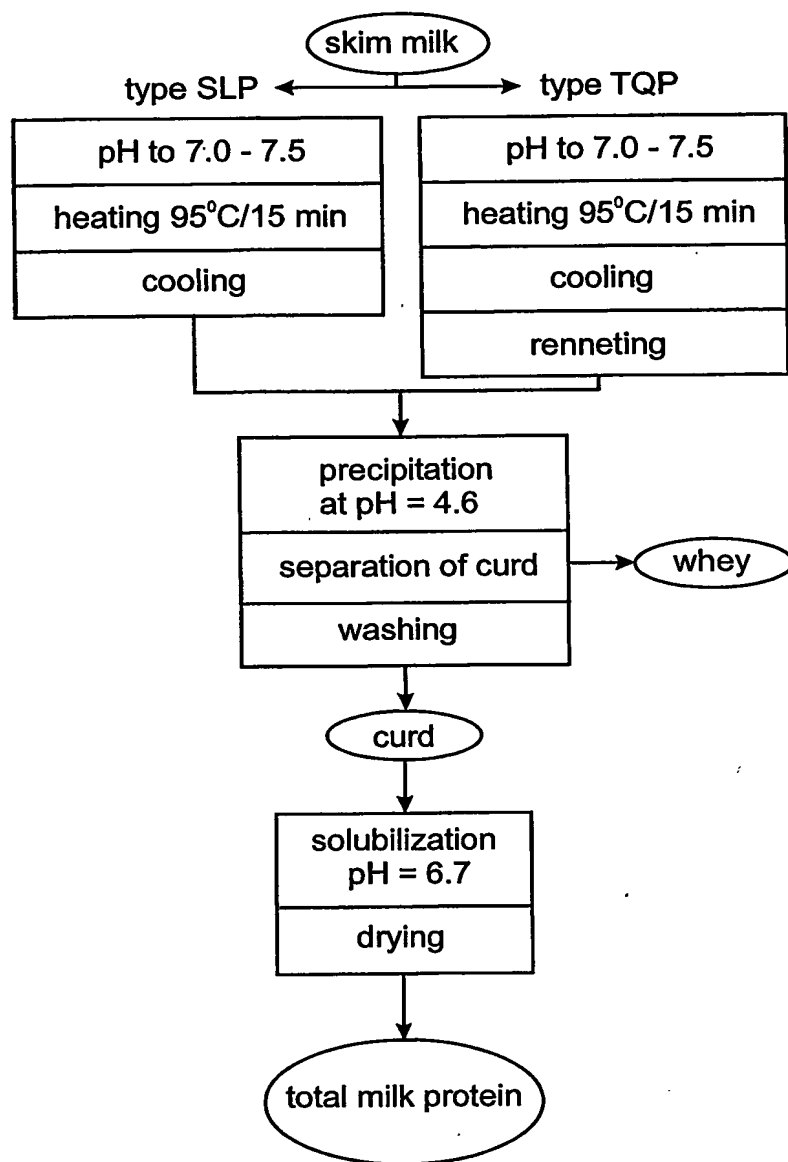 skim milk
type SLP
type TQP
pH to 7.0 - 7.5
heating 95°C/15 min
cooling
pH to 7.0 - 7.5
heating 95°C/15 min
cooling
renneting
precipitation
at pH = 4.6
separation of curd
whey
washing
curd
solubilization
pH = 6.7
drying
total milk protein